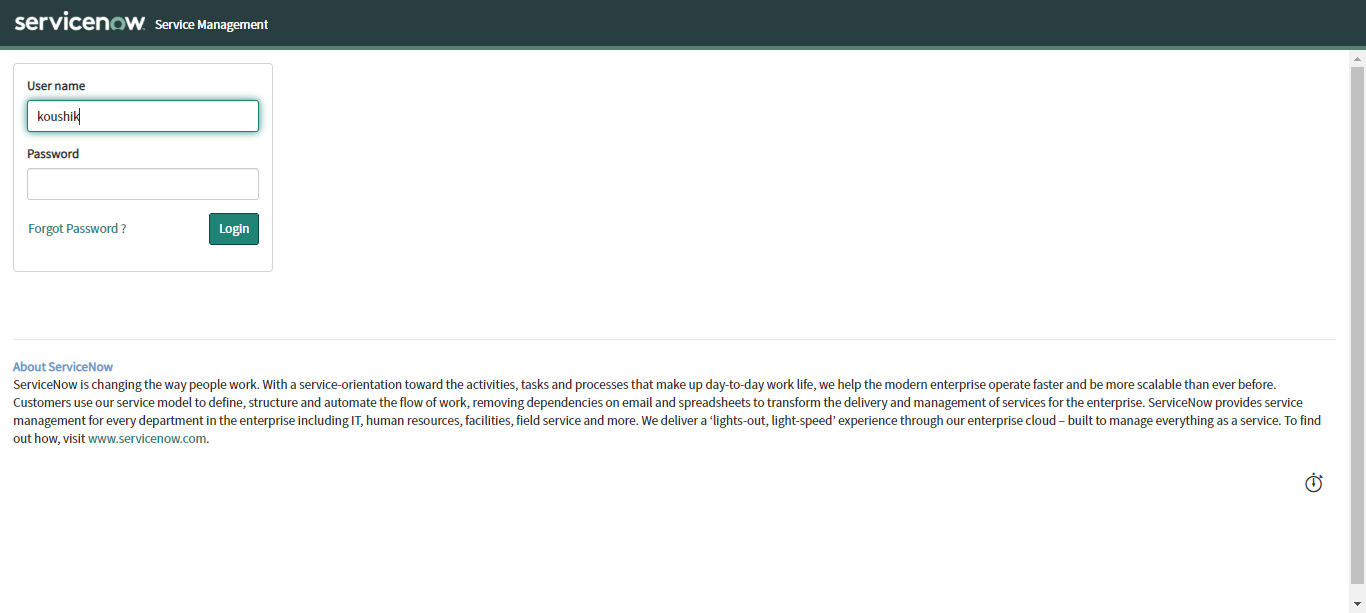 servicenow. Service Management
User name
koushik
Password
Forgot Password ?
Login
About ServiceNow
ServiceNow is changing the way people work. With a service-orientation toward the activities, tasks and processes that make up day-to-day work life, we help the modern enterprise operate faster and be more scalable than ever before.
Customers use our service model to define, structure and automate the flow of work, removing dependencies on email and spreadsheets to transform the delivery and management of services for the enterprise. ServiceNow provides service
management for every department in the enterprise including IT, human resources, facilities, field service and more. We deliver a ‘lights-out, light-speed’ experience through our enterprise cloud – built to manage everything as a service. To find
out how, visit www.servicenow.com.